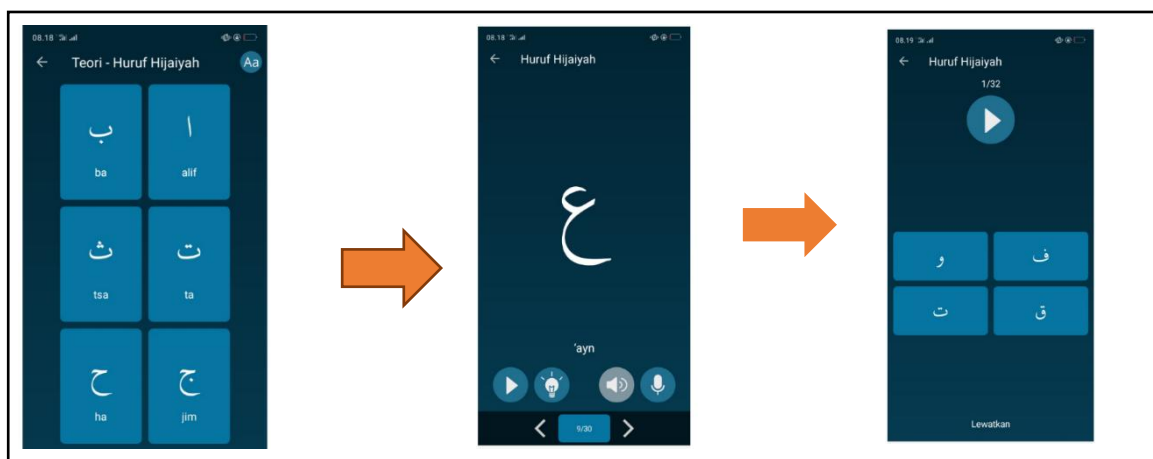 08.18
Teori - Huruf Hijaiyah
Aa
ب
ا
ba
alif
ث
ت
tsa
ta
ح
ج
ha
jim
08.18
Huruf Hijaiyah
ع
'ayn
9/30
08.19
Huruf Hijaiyah
1/32
و
ف
ت
ق
Lewatkan